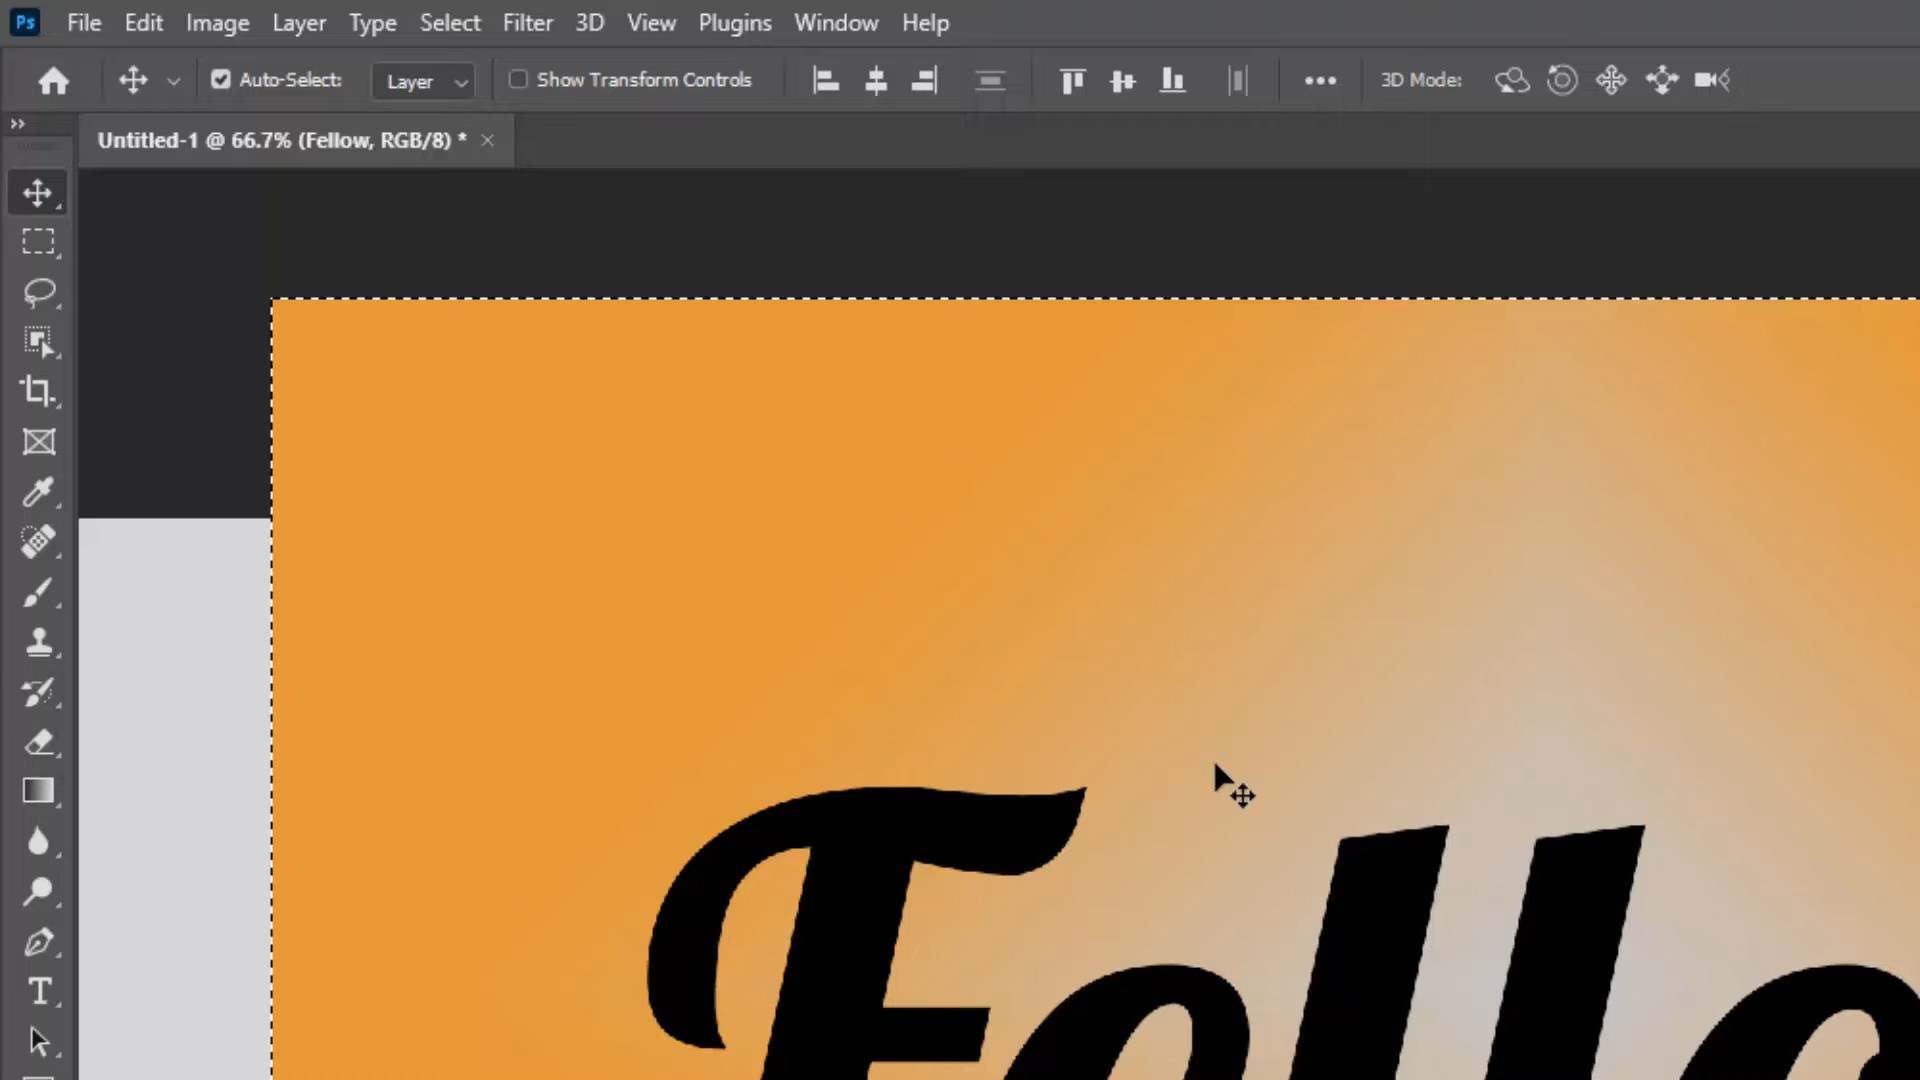 Ps File Edit Image Layer Type Select Filter 3D View Plugins Window Help
Auto-Select: Layer Show Transform Controls 3D Mode:
Untitled-1 @ 66.7% (Fellow, RGB/8) *
Fello